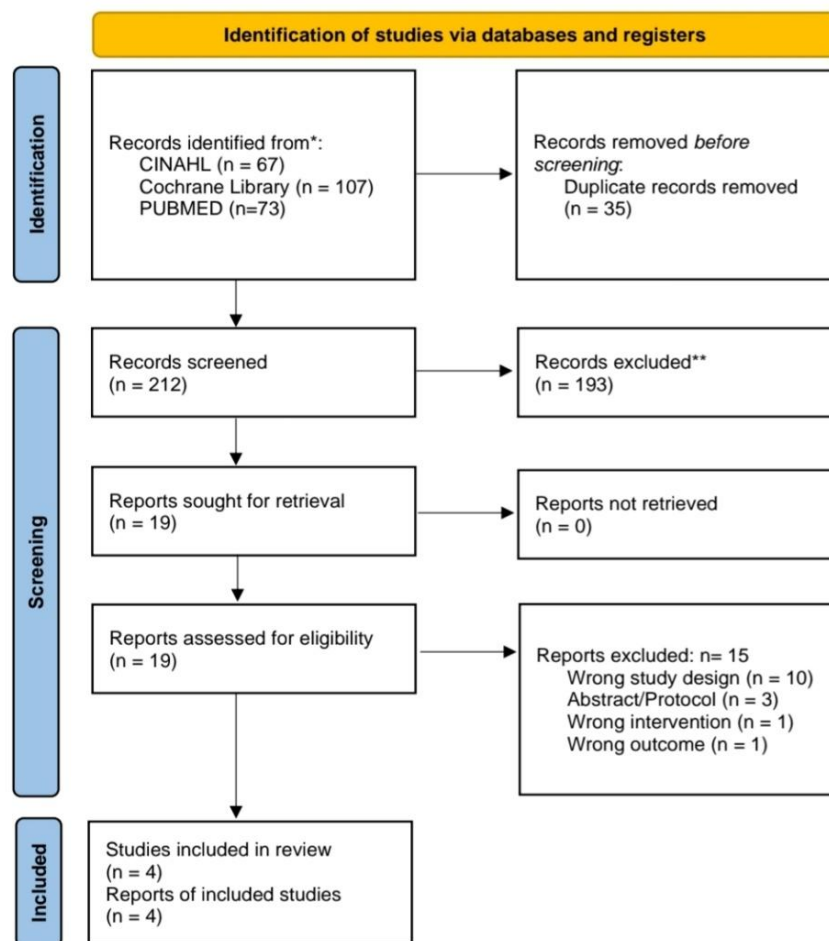 Identification of studies via databases and registers
Identification
Records identified from*:
CINAHL (n = 67)
Cochrane Library (n = 107)
PUBMED (n=73)
Records removed before
screening:
Duplicate records removed
(n = 35)
Screening
Records screened
(n = 212)
Records excluded**
(n = 193)
Reports sought for retrieval
(n = 19)
Reports not retrieved
(n = 0)
Reports assessed for eligibility
(n = 19)
Reports excluded: n= 15
Wrong study design (n = 10)
Abstract/Protocol (n = 3)
Wrong intervention (n = 1)
Wrong outcome (n = 1)
Included
Studies included in review
(n = 4)
Reports of included studies
(n = 4)